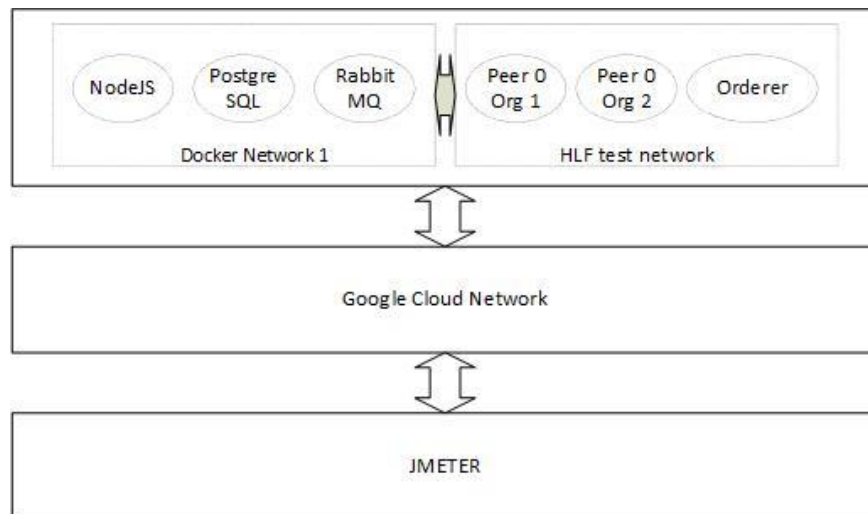 NodeJS
Postgre
SQL
Rabbit
MQ
Peer 0
Org 1
Peer 0
Org 2
Orderer
Docker Network 1
HLF test network
Google Cloud Network
JMETER